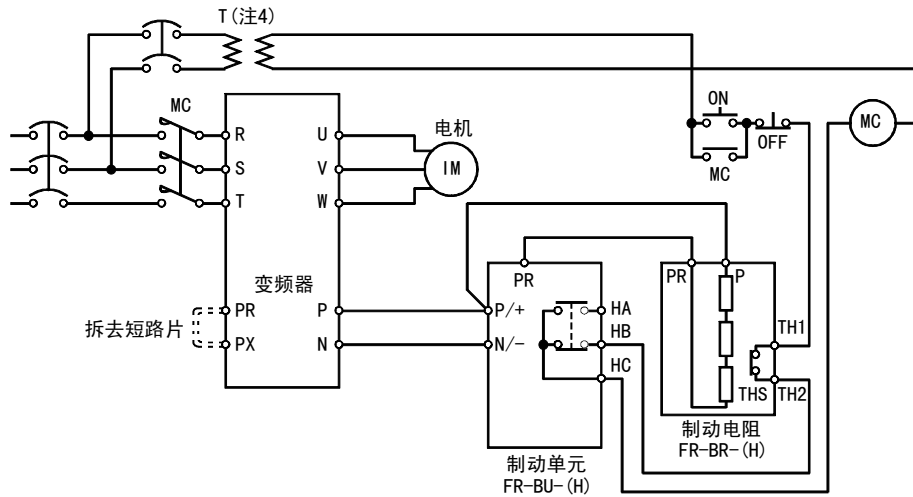 T(注4)
MC
R
S
T
U
V
W
电机
IM
ON
OFF
MC
MC
变频器
PR
PX
拆去短路片
P
N
PR
P/+
N/-
HA
HB
HC
制动单元
FR-BU-(H)
PR
P
TH1
THS
TH2
制动电阻
FR-BR-(H)